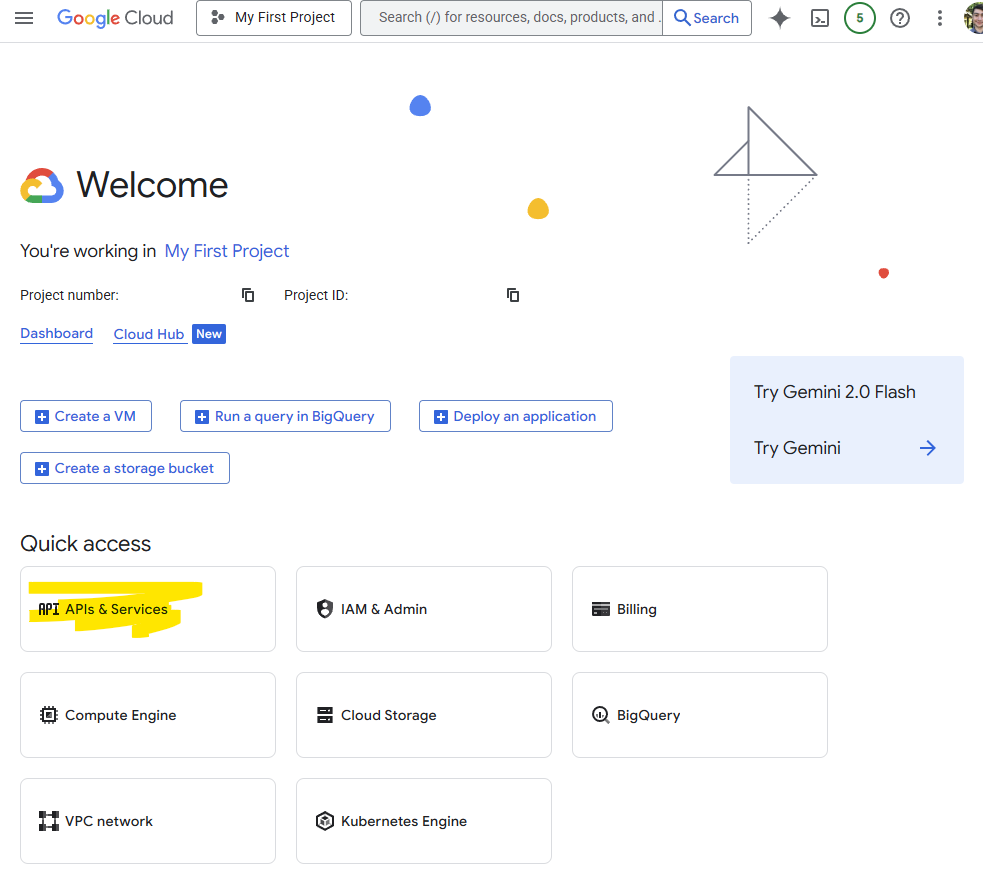 Google Cloud
My First Project
Search (/) for resources, docs, products, and .
Search
5
Welcome
You're working in My First Project
Project number:
Project ID:
Dashboard
Cloud Hub New
Create a VM
Run a query in BigQuery
Deploy an application
Create a storage bucket
Try Gemini 2.0 Flash
Try Gemini
Quick access
API APIs & Services
IAM & Admin
Billing
Compute Engine
Cloud Storage
BigQuery
VPC network
Kubernetes Engine